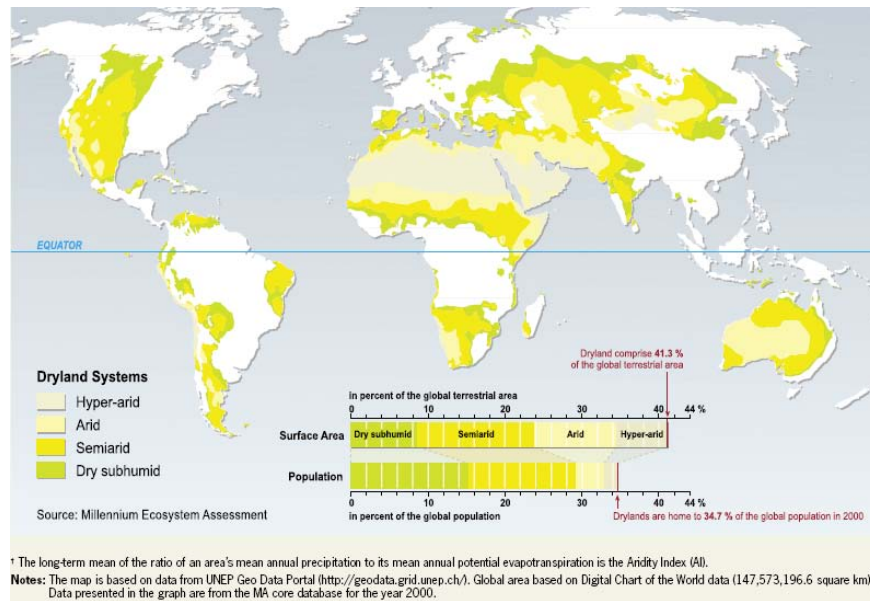 EQUATOR
Dryland Systems
Hyper-arid
Arid
Semiarid
Dry subhumid
Source: Millennium Ecosystem Assessment
Dryland comprise 41.3 %
of the global terrestrial area
in percent of the global terrestrial area
0 10 20 30 40 44 %
Surface Area Dry subhumid Semiarid Arid Hyper-arid
Population
0 10 20 30 40 44 %
in percent of the global population
Drylands are home to 34.7 % of the global population in 2000
† The long-term mean of the ratio of an area's mean annual precipitation to its mean annual potential evapotranspiration is the Aridity Index (AI).
Notes: The map is based on data from UNEP Geo Data Portal (http://geodata.grid.unep.ch/). Global area based on Digital Chart of the World data (147,573,196.6 square km)
Data presented in the graph are from the MA core database for the year 2000.